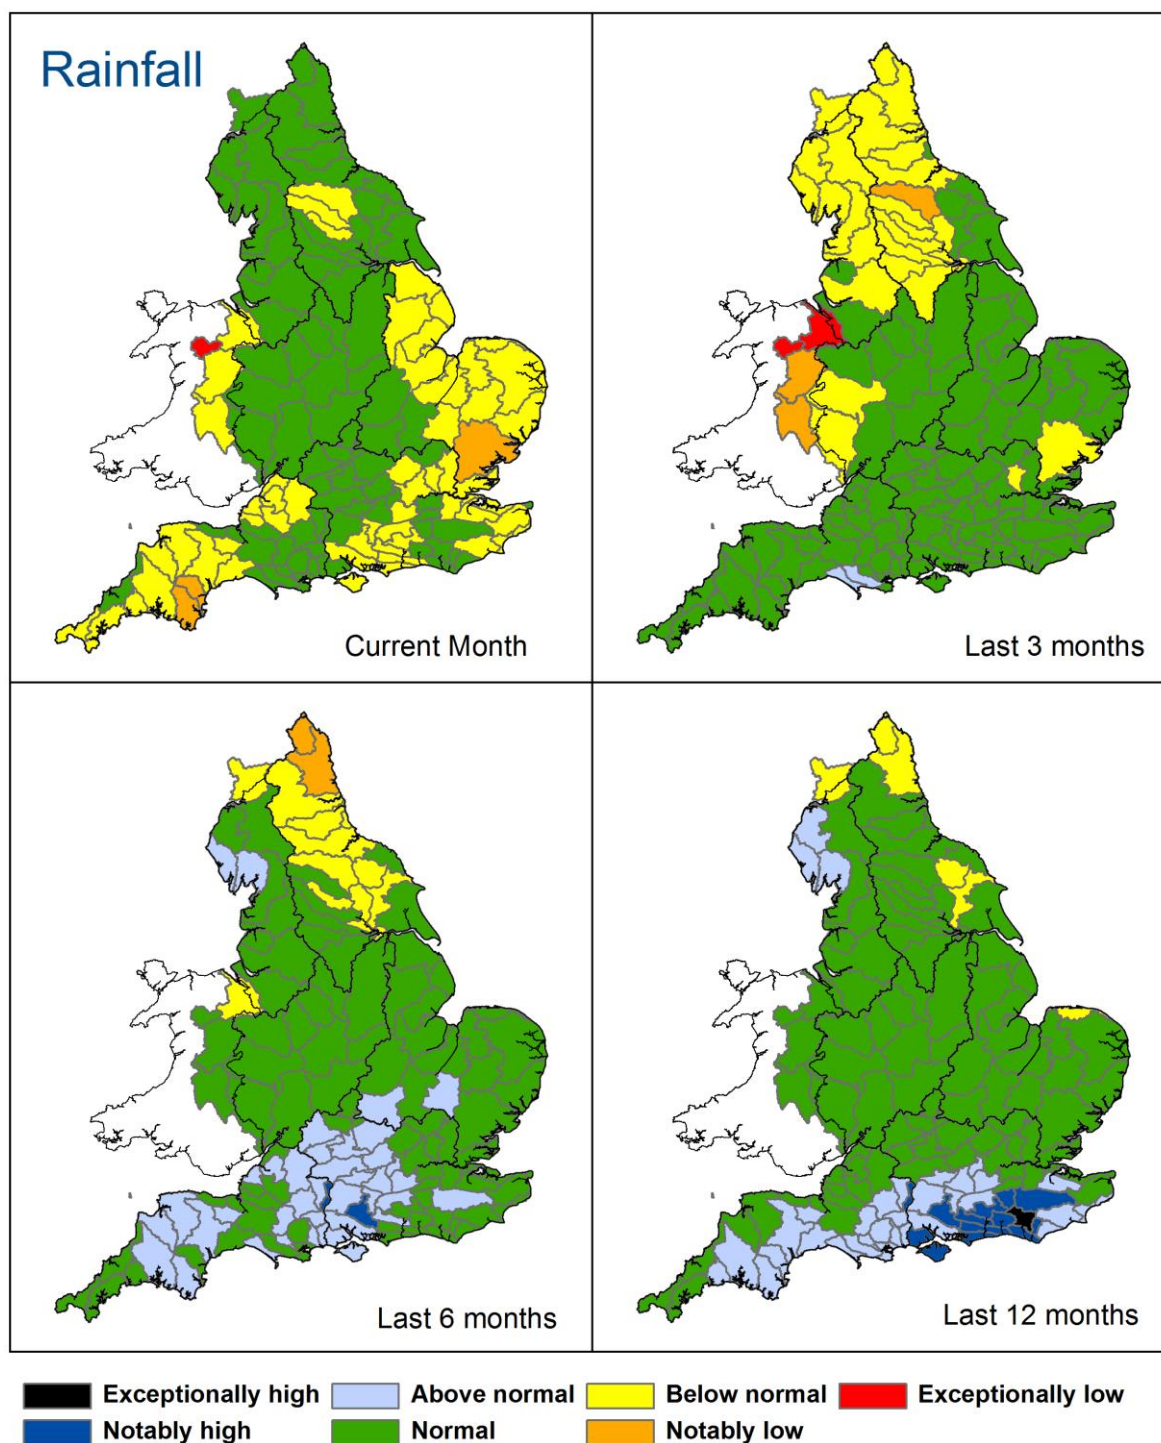 Rainfall
Current Month
Last 3 months
Last 6 months
Last 12 months
Exceptionally high
Above normal
Below normal
Exceptionally low
Notably high
Normal
Notably low